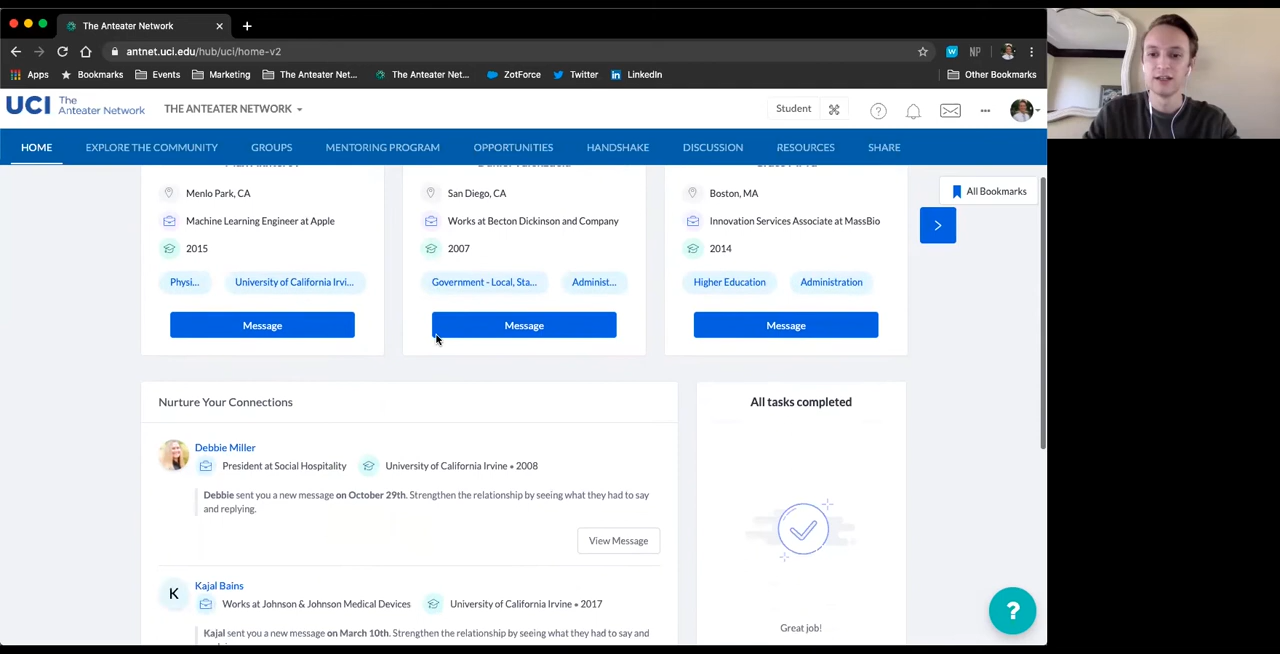 The Anteater Network
antnet.uci.edu/hub/uci/home-v2
W NP
Apps Bookmarks Events Marketing The Anteater Net... The Anteater Net... ZotForce Twitter LinkedIn Other Bookmarks
UCI The Anteater Network THE ANTEATER NETWORK Student
HOME EXPLORE THE COMMUNITY GROUPS MENTORING PROGRAM OPPORTUNITIES HANDSHAKE DISCUSSION RESOURCES SHARE
All Bookmarks
Menlo Park, CA
Machine Learning Engineer at Apple
2015
Physi... University of California Irvi...
Message
San Diego, CA
Works at Becton Dickinson and Company
2007
Government - Local, Sta... Administ...
Message
Boston, MA
Innovation Services Associate at MassBio
2014
Higher Education Administration
Message
Nurture Your Connections
Debbie Miller
President at Social Hospitality University of California Irvine • 2008
Debbie sent you a new message on October 29th. Strengthen the relationship by seeing what they had to say
and replying.
View Message
K
Kajal Bains
Works at Johnson & Johnson Medical Devices University of California Irvine • 2017
Kajal sent you a new message on March 10th. Strengthen the relationship by seeing what they had to say and
All tasks completed
Great job!
?